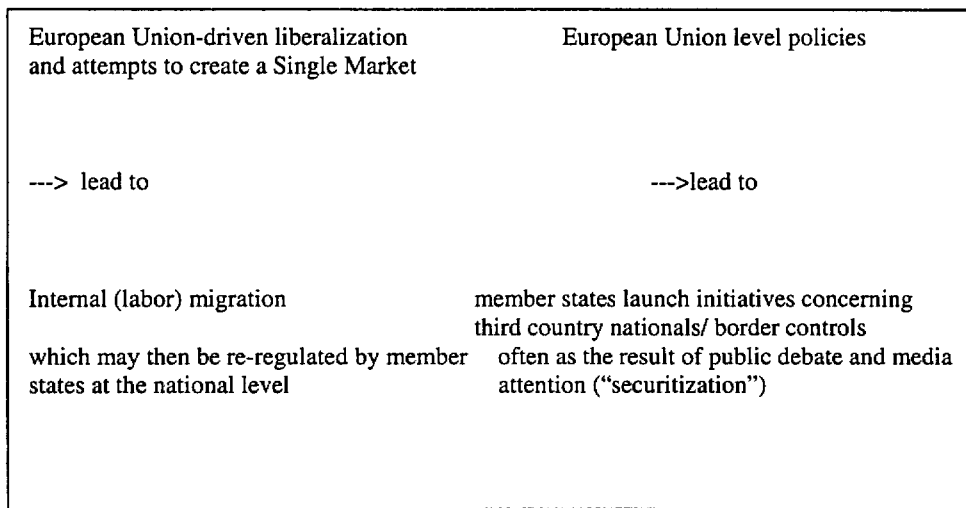 European Union-driven liberalization
and attempts to create a Single Market
European Union level policies
---> lead to
--->lead to
Internal (labor) migration
which may then be re-regulated by member
states at the national level
member states launch initiatives concerning
third country nationals/ border controls
often as the result of public debate and media
attention (“securitization”)